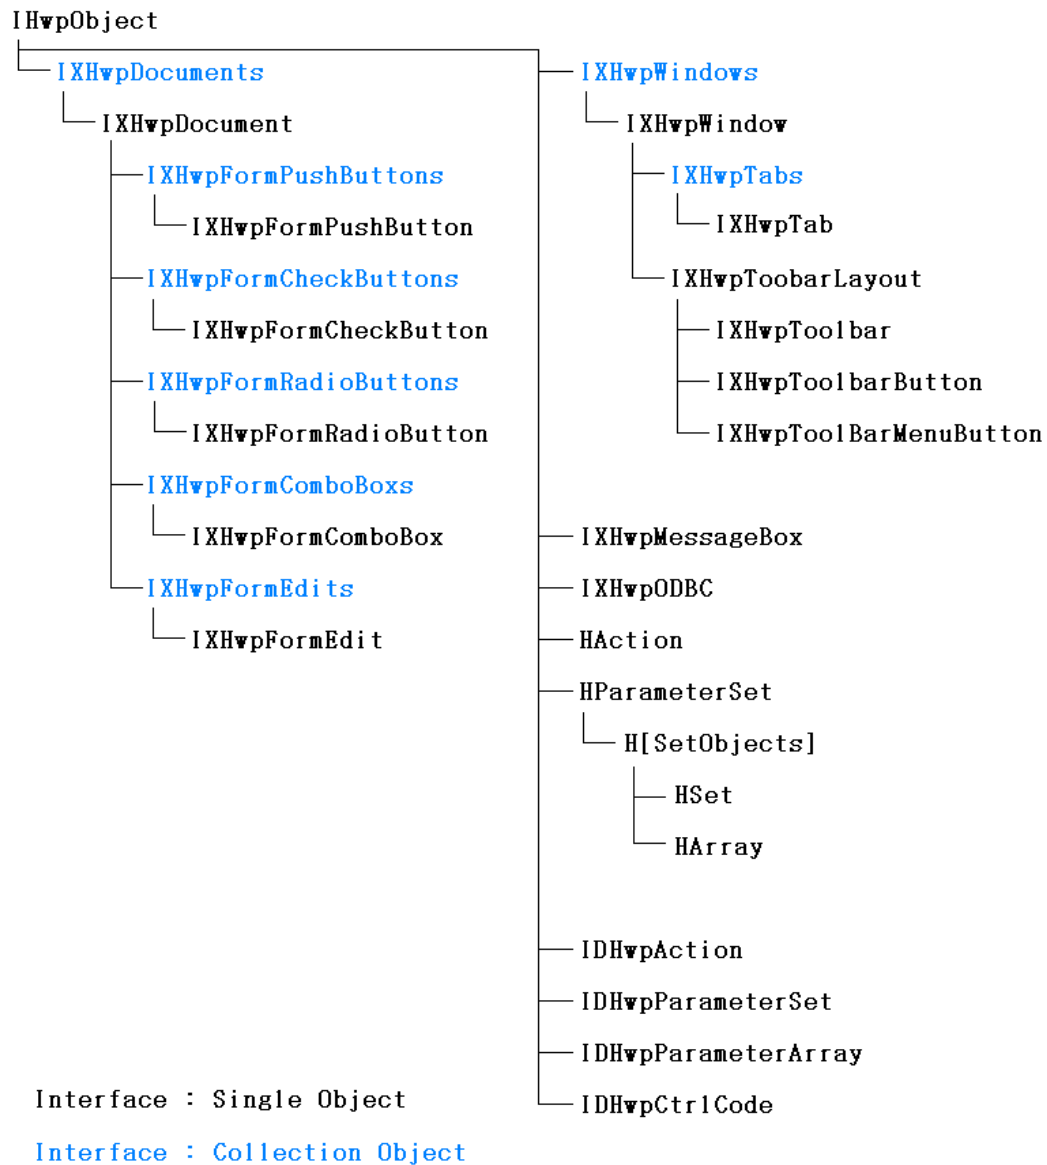 IHwpObject
IXHwpDocuments
IXHwpDocument
IXHwpFormPushButtons
IXHwpFormPushButton
IXHwpFormCheckButtons
IXHwpFormCheckButton
IXHwpFormRadioButtons
IXHwpFormRadioButton
IXHwpFormComboBoxs
IXHwpFormComboBox
IXHwpFormEdits
IXHwpFormEdit
IXHwpWindows
IXHwpWindow
IXHwpTabs
IXHwpTab
IXHwpToobarLayout
IXHwpToolbar
IXHwpToolbarButton
IXHwpToolBarMenuButton
IXHwpMessageBox
IXHwpODBC
HAction
HParameterSet
H[SetObjects]
HSet
HArray
IDHwpAction
IDHwpParameterSet
IDHwpParameterArray
IDHwpCtrlCode
Interface : Single Object
Interface : Collection Object